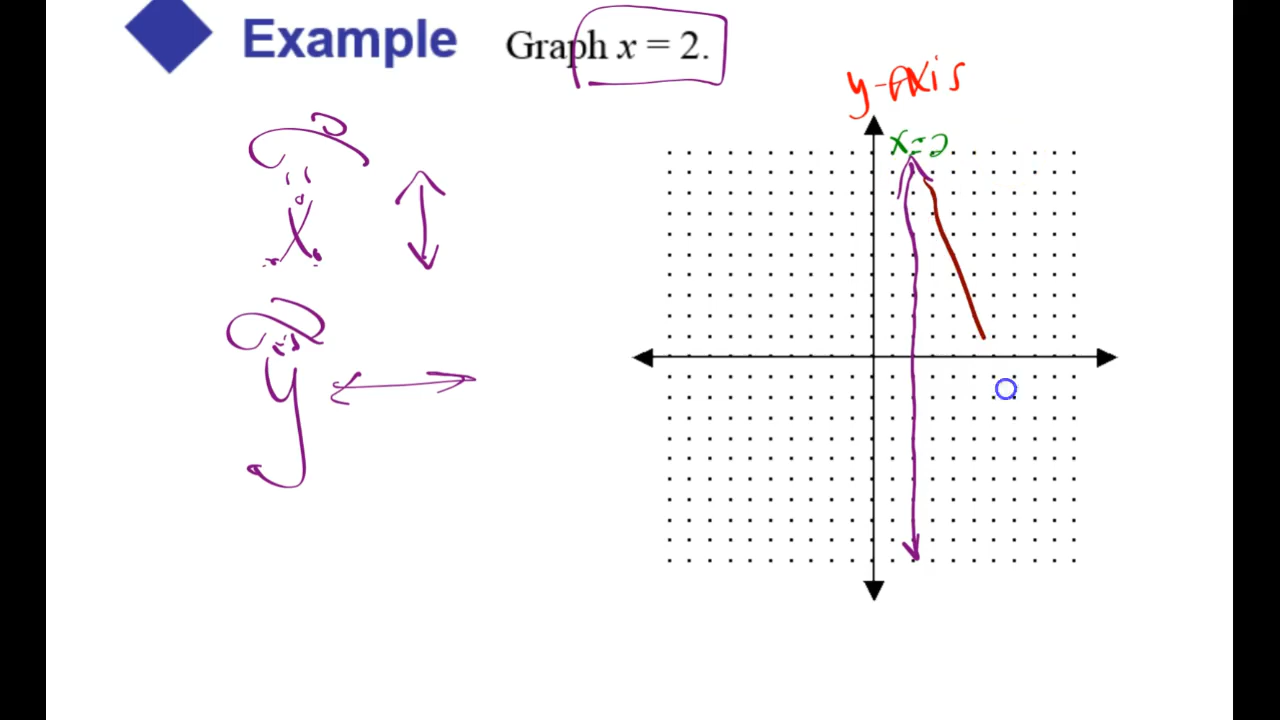 Example Graph x = 2.
y-Axis
x=2
x
y